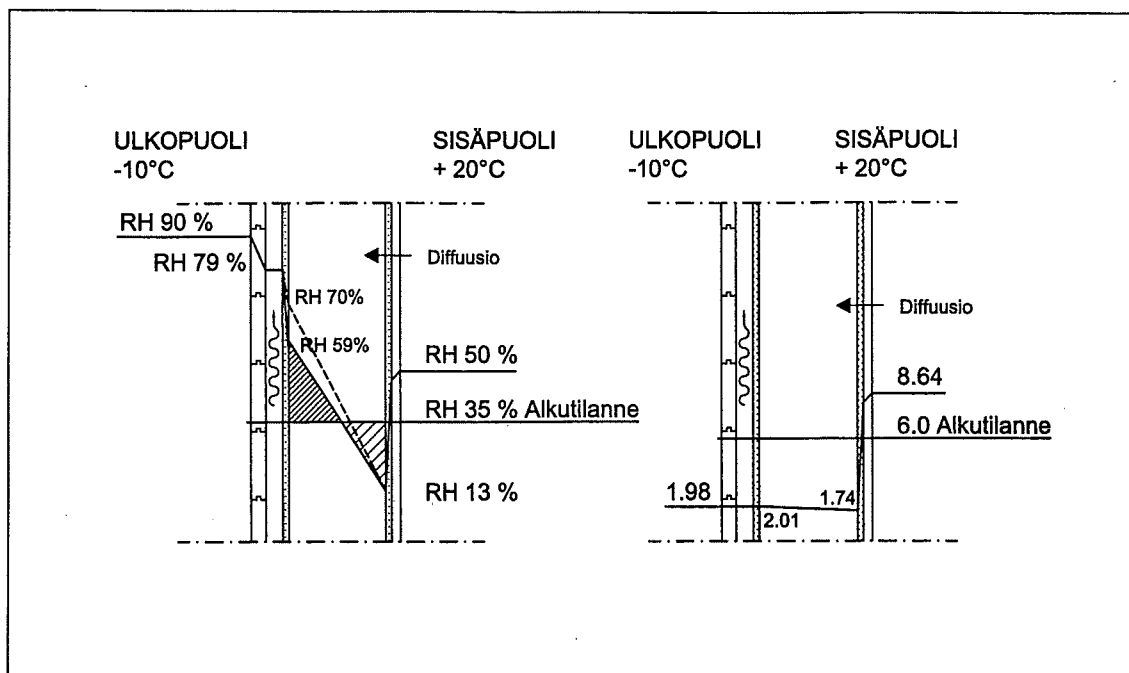 ULKOPUOLI
-10°C
SISÄPUOLI
+ 20°C
RH 90 %
RH 79 %
Diffuusio
RH 70%
RH 59%
RH 50 %
RH 35 % Alkutilanne
RH 13 %
ULKOPUOLI
-10°C
SISÄPUOLI
+ 20°C
Diffuusio
8.64
6.0 Alkutilanne
1.98
1.74
2.01